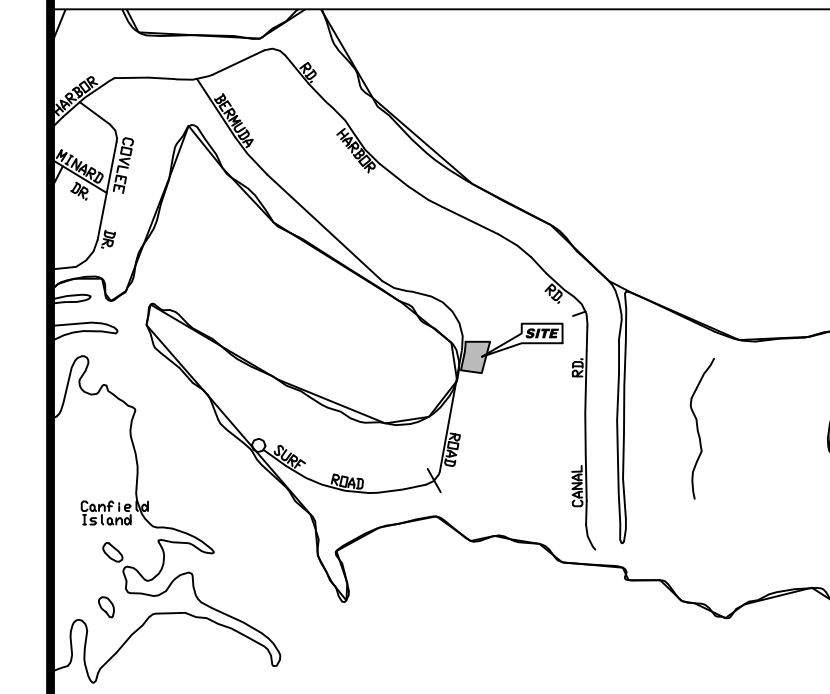 RD.
HARBOR
BERMUDA
HARBOR
COVLEE
MINARD
DR.
DR.
RD.
SITE
RD.
ROAD
SURF
ROAD
CANAL
Canfield
Island